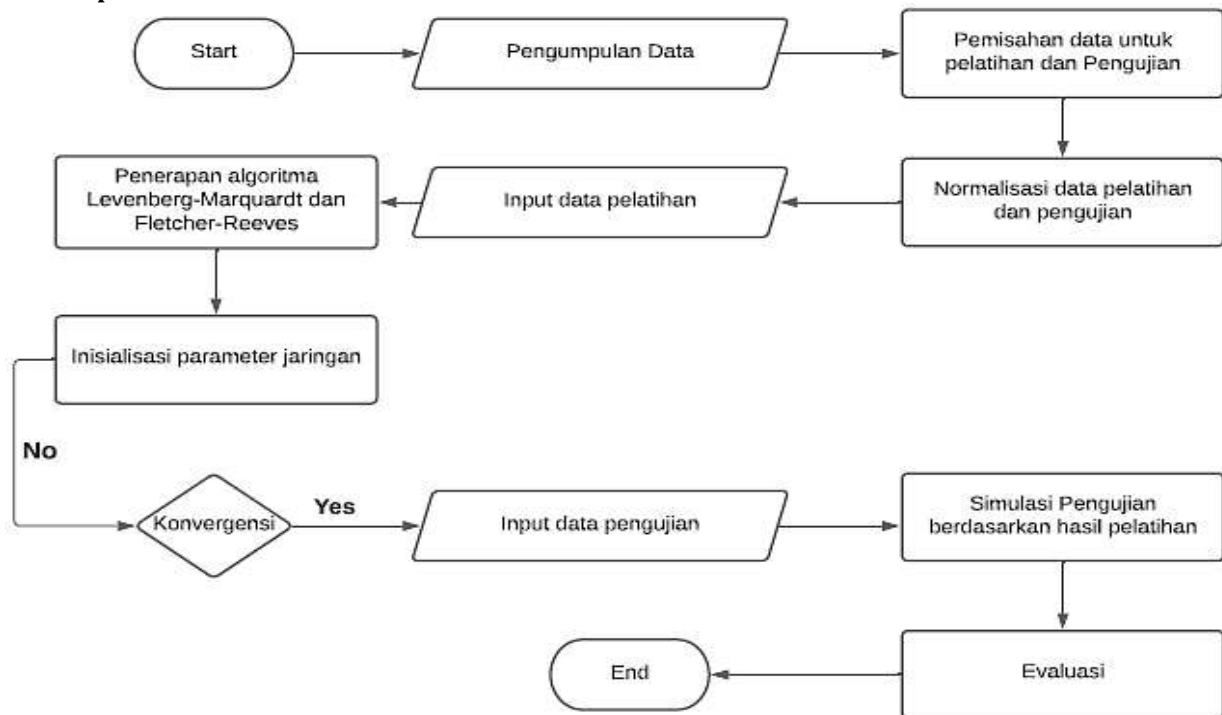 Start
Pengumpulan Data
Pemisahan data untuk
pelatihan dan Pengujian
Normalisasi data pelatihan
dan pengujian
Input data pelatihan
Penerapan algoritma
Levenberg-Marquardt dan
Fletcher-Reeves
Inisialisasi parameter jaringan
No
Konvergensi
Yes
Input data pengujian
Simulasi Pengujian
berdasarkan hasil pelatihan
Evaluasi
End